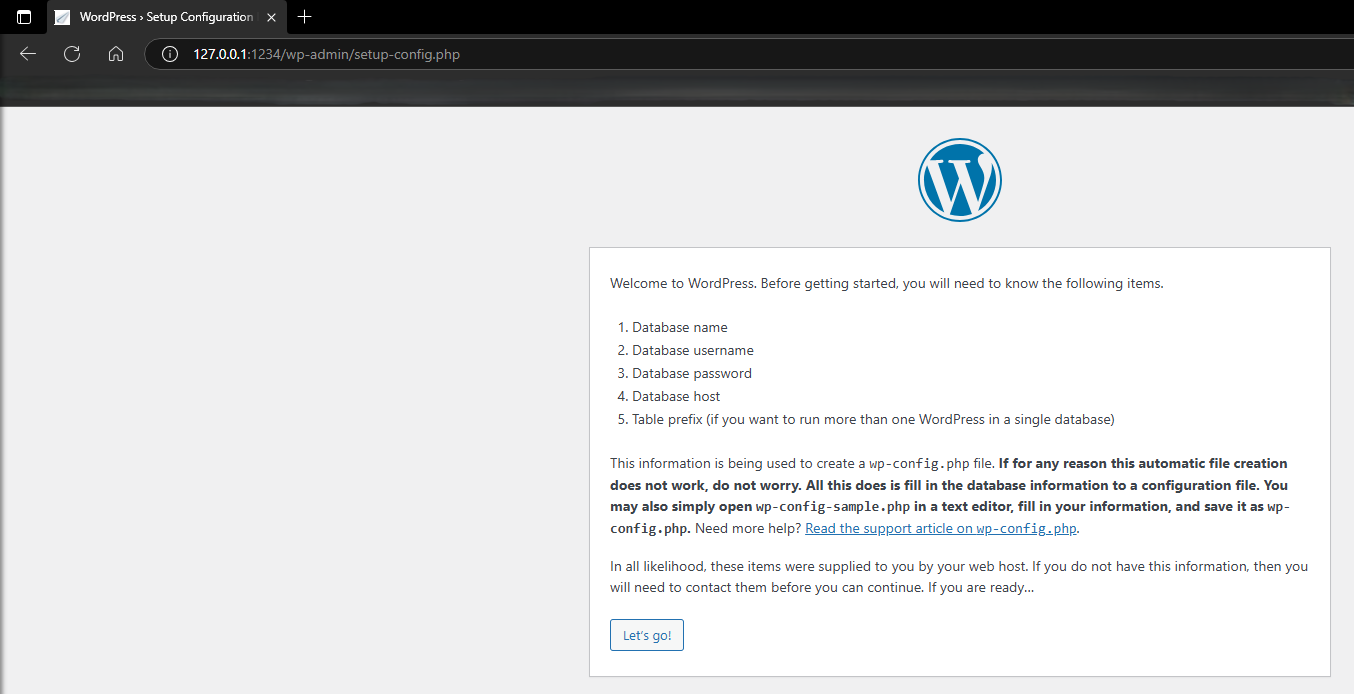 WordPress › Setup Configuration
127.0.0.1:1234/wp-admin/setup-config.php
Welcome to WordPress. Before getting started, you will need to know the following items.
1. Database name
2. Database username
3. Database password
4. Database host
5. Table prefix (if you want to run more than one WordPress in a single database)
This information is being used to create a wp-config.php file. If for any reason this automatic file creation
does not work, do not worry. All this does is fill in the database information to a configuration file. You
may also simply open wp-config-sample.php in a text editor, fill in your information, and save it as wp-
config.php. Need more help? Read the support article on wp-config.php.
In all likelihood, these items were supplied to you by your web host. If you do not have this information, then you
will need to contact them before you can continue. If you are ready…
Let's go!